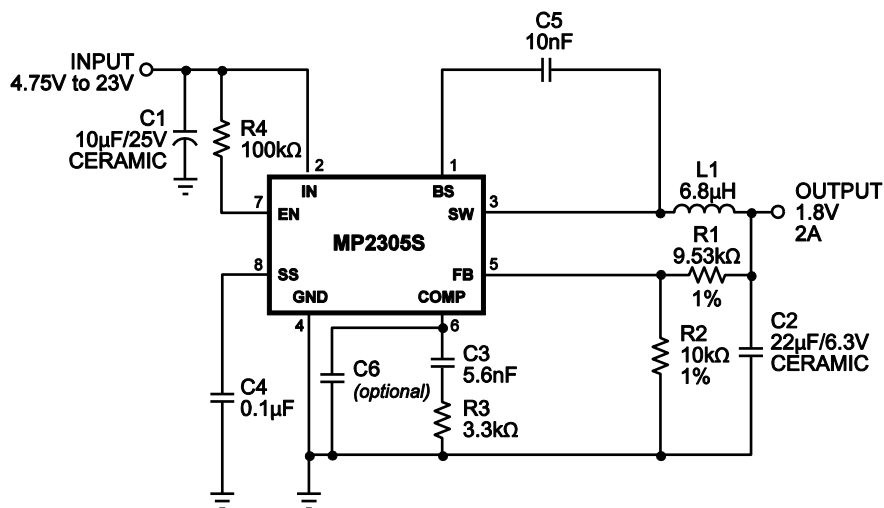 C5
10nF
INPUT
4.75V to 23V
C1
10µF/25V
CERAMIC
R4
100kΩ
2
1
IN
BS
L1
6.8µH
OUTPUT
1.8V
2A
7
EN
SW
3
MP2305S
R1
9.53kΩ
1%
8
SS
FB
5
GND
COMP
4
6
R2
10kΩ
1%
C2
22µF/6.3V
CERAMIC
C3
5.6nF
C6
(optional)
C4
0.1µF
R3
3.3kΩ